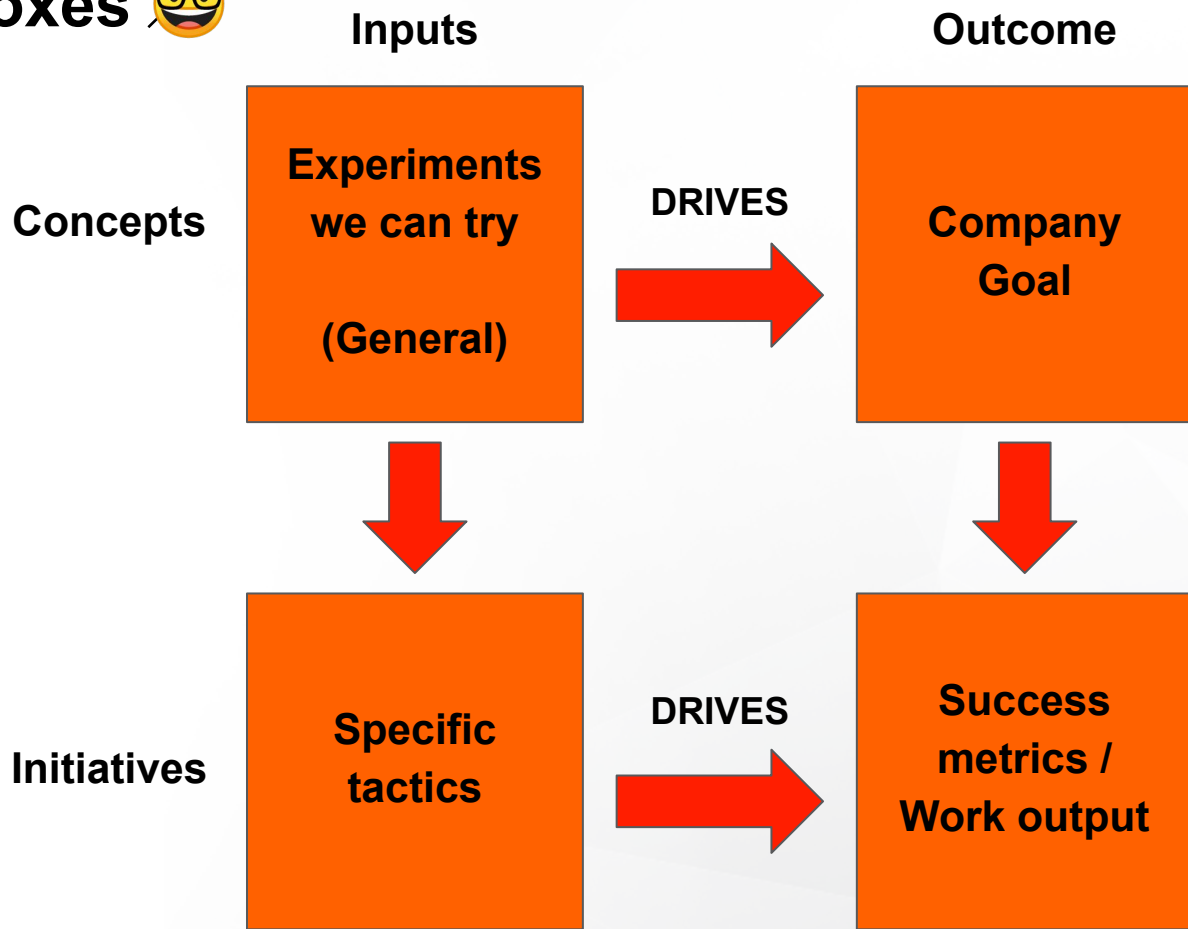 oxes 🤓
Inputs
Outcome
Concepts
Experiments
we can try
(General)
DRIVES
Company
Goal
Initiatives
Specific
tactics
DRIVES
Success
metrics /
Work output